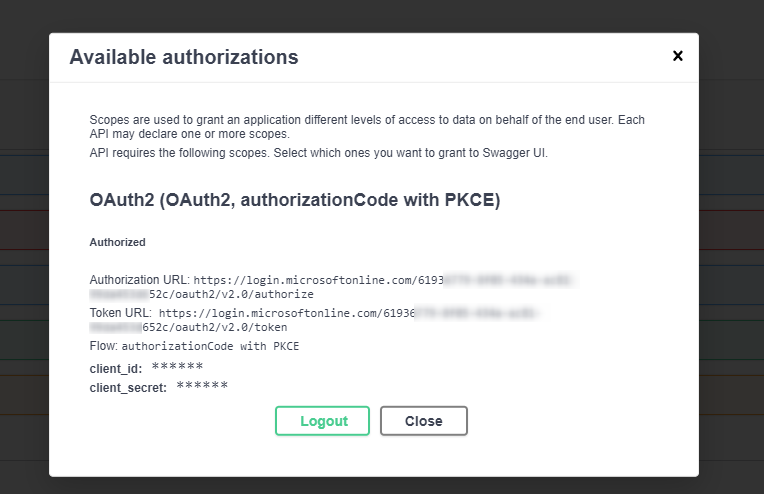 Available authorizations
×
Scopes are used to grant an application different levels of access to data on behalf of the end user. Each
API may declare one or more scopes.
API requires the following scopes. Select which ones you want to grant to Swagger UI.
OAuth2 (OAuth2, authorizationCode with PKCE)
Authorized
Authorization URL: https://login.microsoftonline.com/6193
52c/oauth2/v2.0/authorize
Token URL: https://login.microsoftonline.com/61936
652c/oauth2/v2.0/token
Flow: authorizationCode with PKCE
client_id: ******
client_secret: ******
Logout Close